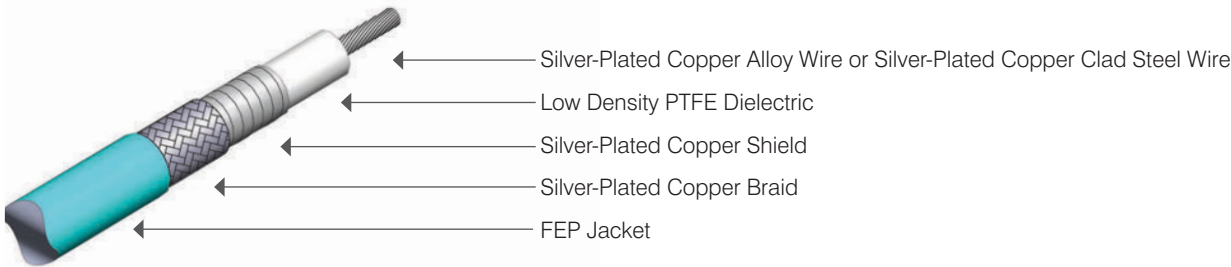 Silver-Plated Copper Alloy Wire or Silver-Plated Copper Clad Steel Wire
Low Density PTFE Dielectric
Silver-Plated Copper Shield
Silver-Plated Copper Braid
FEP Jacket